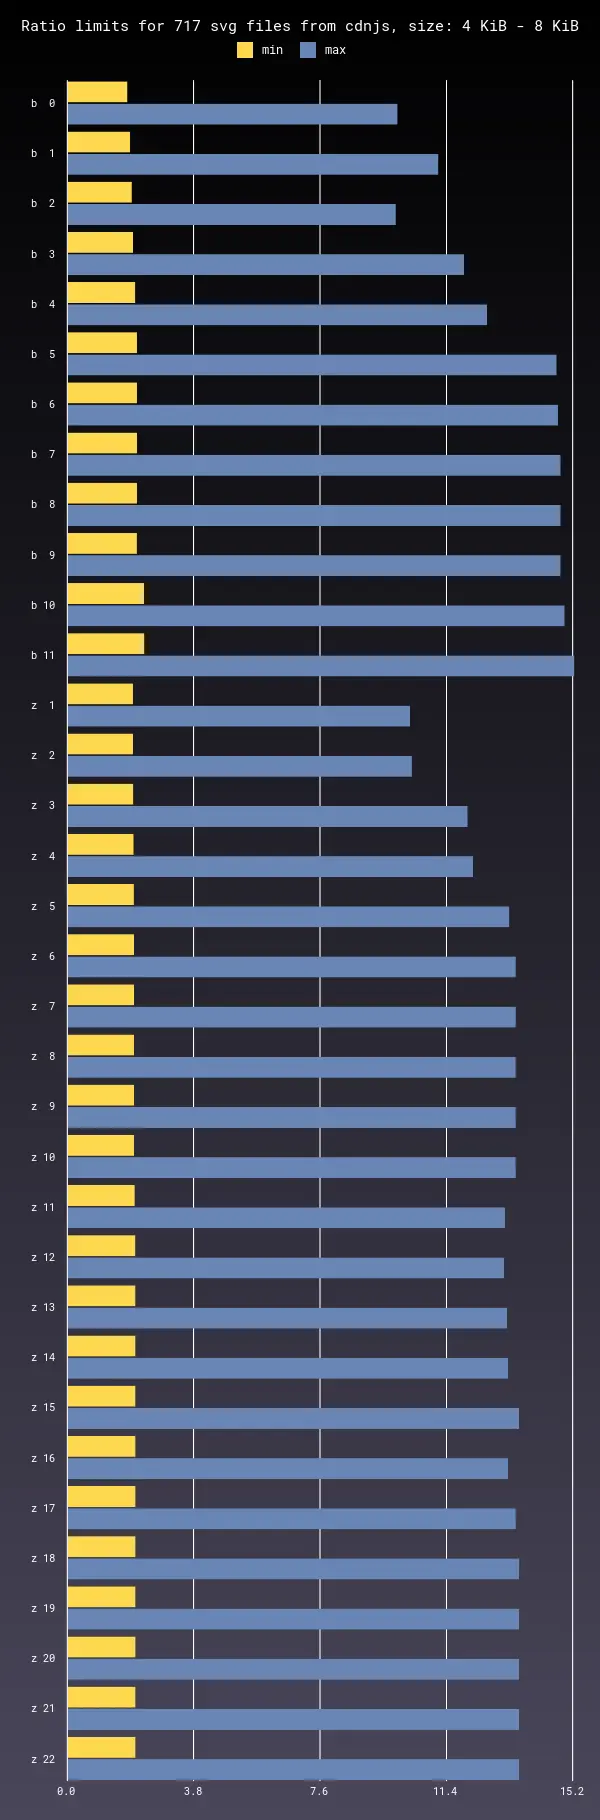 Ratio limits for 717 svg files from cdnjs, size: 4 KiB - 8 KiB
min max
b 0
b 1
b 2
b 3
b 4
b 5
b 6
b 7
b 8
b 9
b 10
b 11
z 1
z 2
z 3
z 4
z 5
z 6
z 7
z 8
z 9
z 10
z 11
z 12
z 13
z 14
z 15
z 16
z 17
z 18
z 19
z 20
z 21
z 22
0.0 3.8 7.6 11.4 15.2